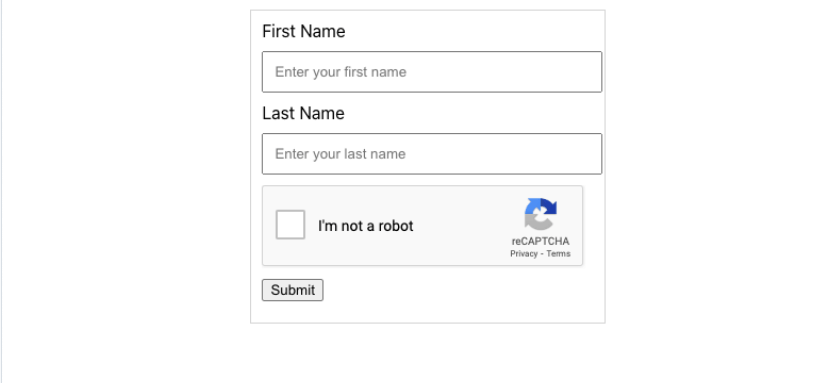 First Name
Enter your first name
Last Name
Enter your last name
I'm not a robot
reCAPTCHA
Privacy - Terms
Submit